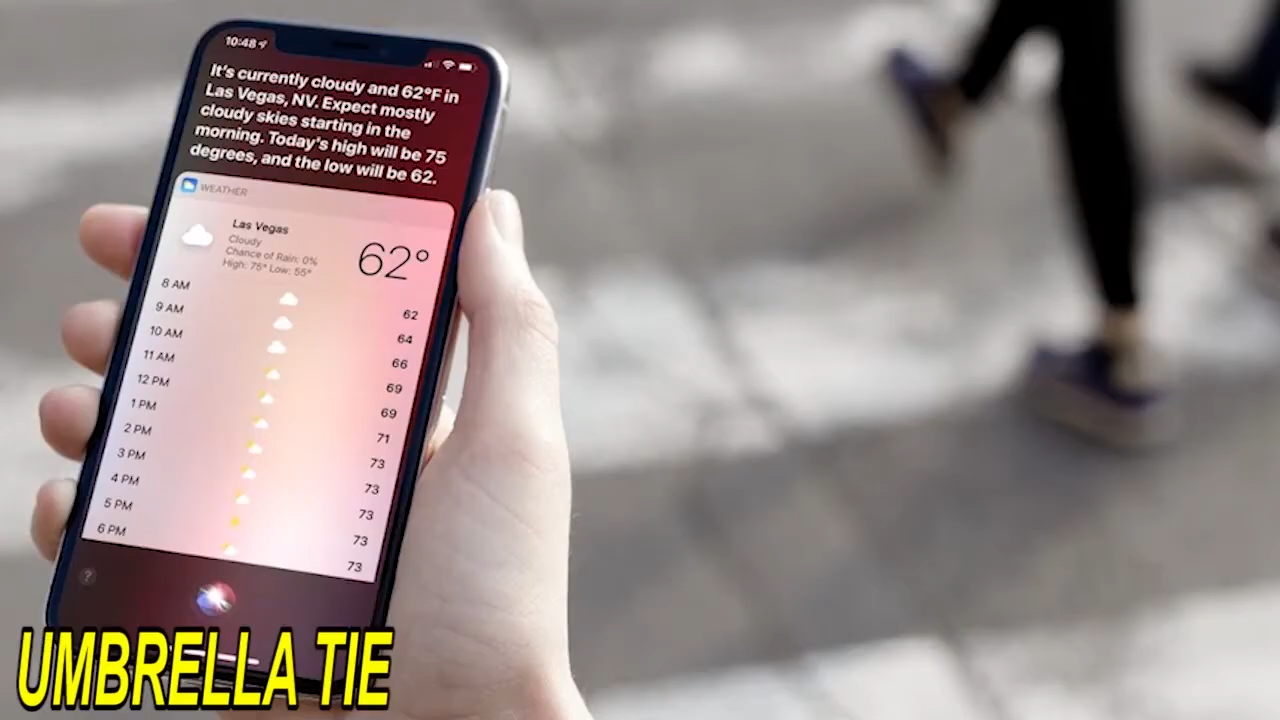 10:48
It's currently cloudy and 62°F in
Las Vegas, NV. Expect mostly
cloudy skies starting in the
morning. Today's high will be 75
degrees, and the low will be 62.
WEATHER
Las Vegas
Cloudy
Chance of Rain: 0%
High: 75° Low: 55°
62°
8 AM 62
9 AM 64
10 AM 66
11 AM 69
12 PM 69
1 PM 71
2 PM 73
3 PM 73
4 PM 73
5 PM 73
6 PM 73
?
UMBRELLA TIE